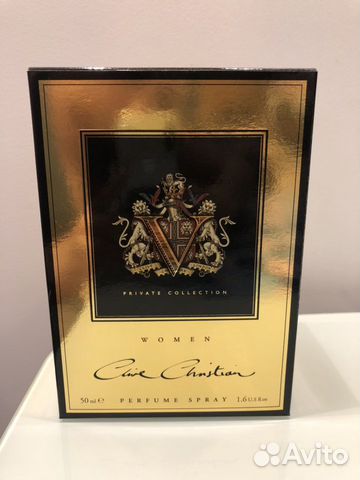 V
PRIVATE COLLECTION
WOMEN
Clive Christian
50 ml e PERFUME SPRAY 1.6 U.S fl oz
Avito